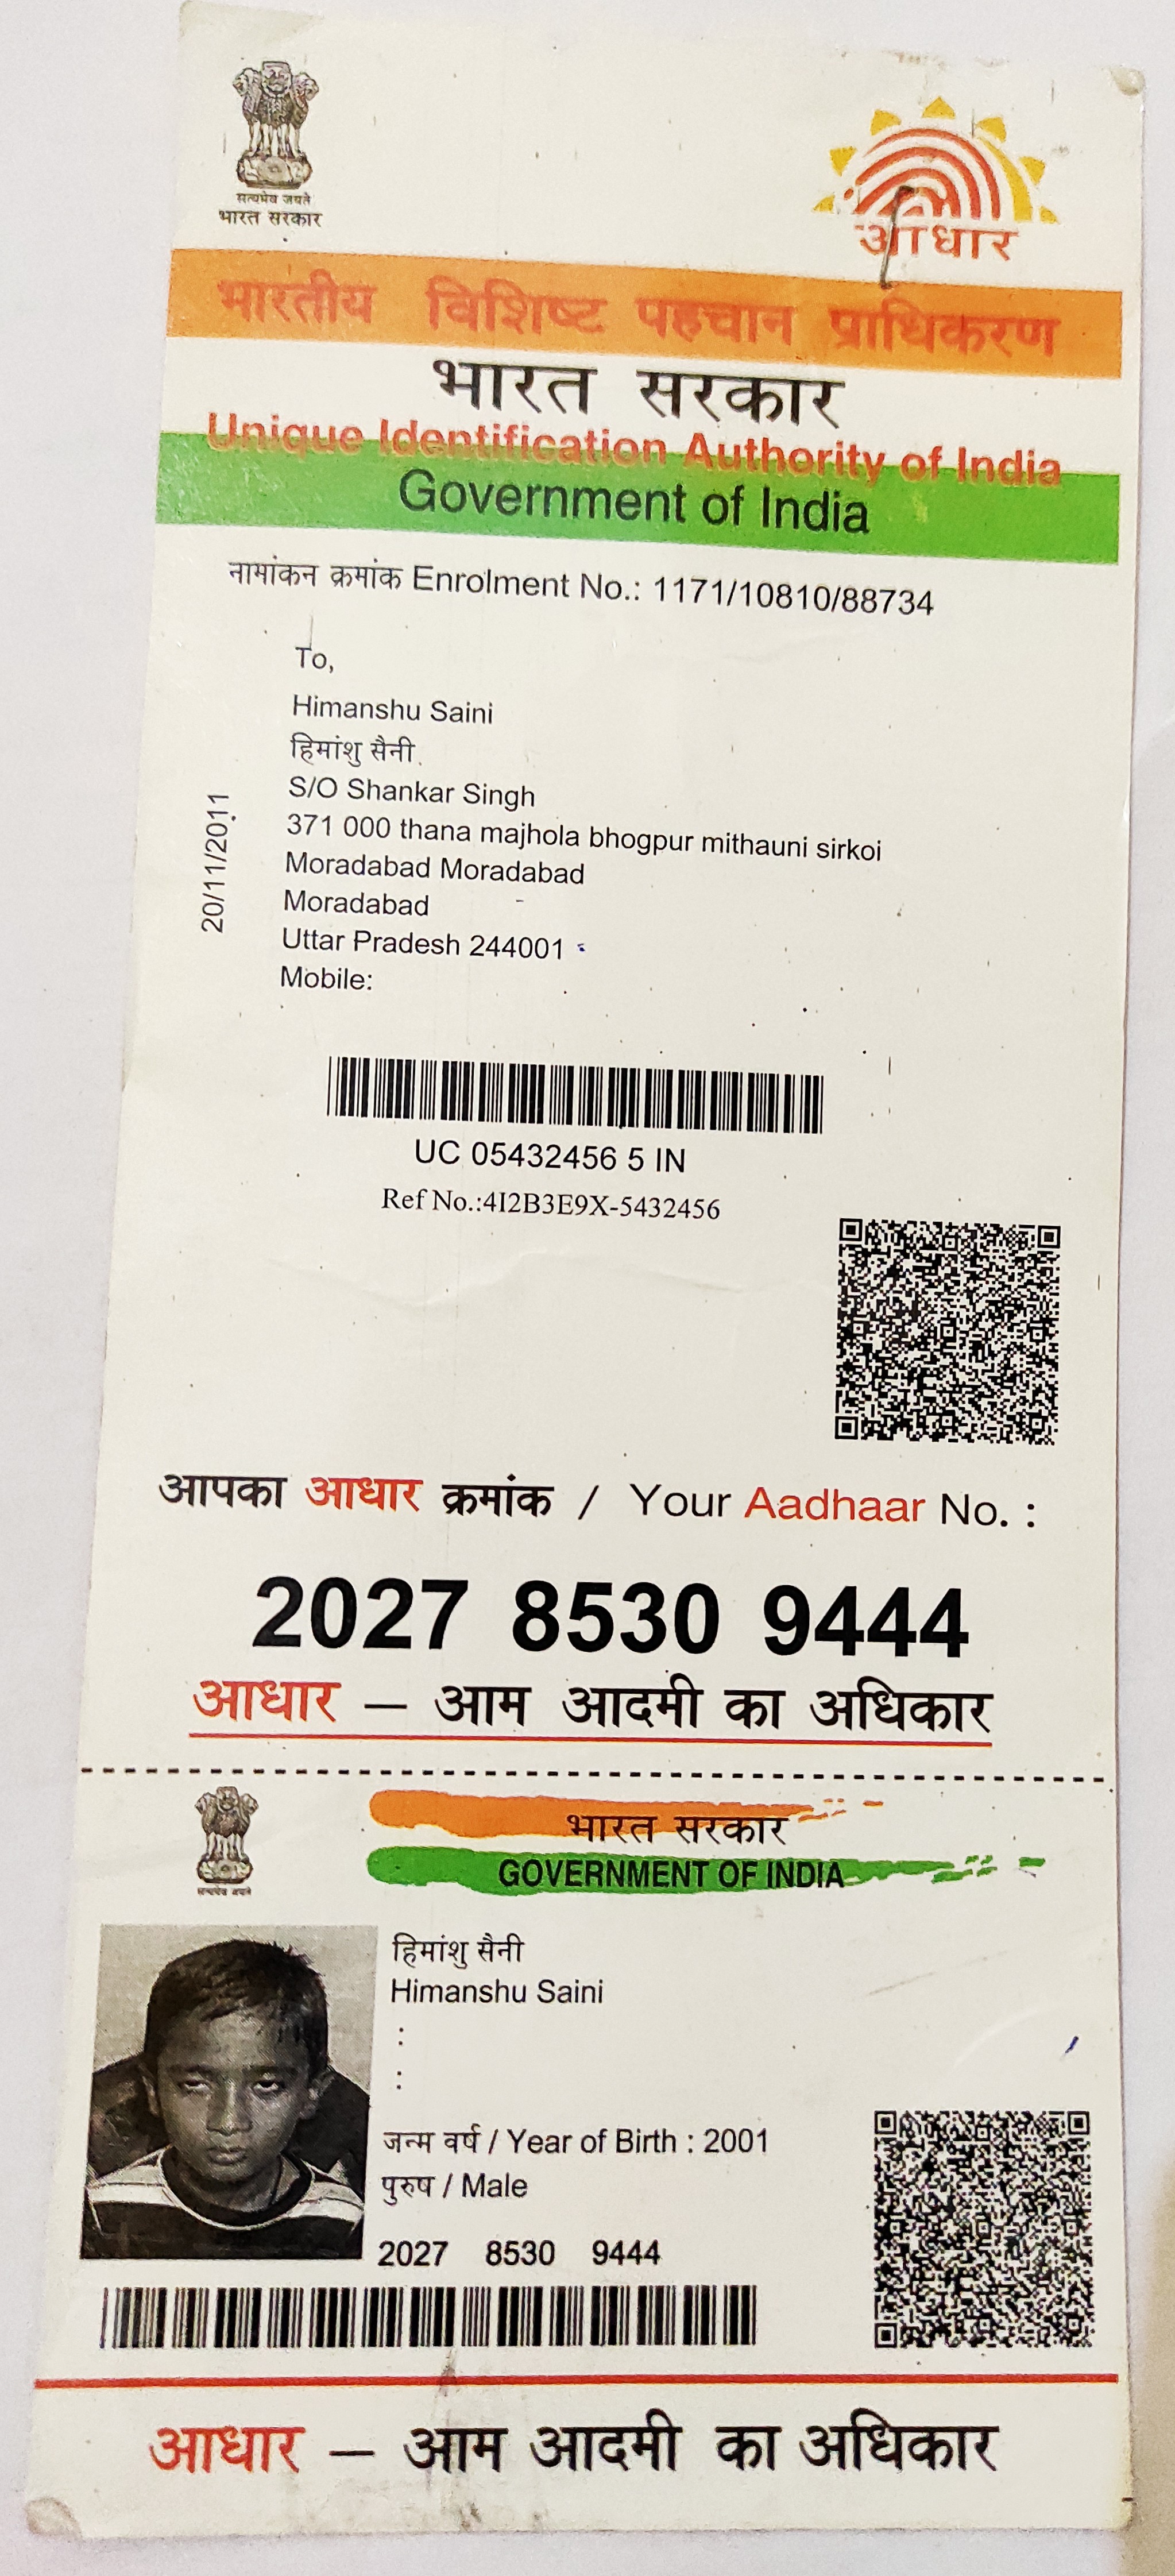 सत्यमेव जयते
भारत सरकार
आधार
भारतीय विशिष्ट पहचान प्राधिकरण
भारत सरकार
Unique Identification Authority of India
Government of India
नामांकन क्रमांक Enrolment No.: 1171/10810/88734
To,
Himanshu Saini
हिमांशु सैनी
S/O Shankar Singh
371 000 thana majhola bhogpur mithauni sirkoi
Moradabad Moradabad
Moradabad
Uttar Pradesh 244001
Mobile:
20/11/2011
UC 05432456 5 IN
Ref No.:4I2B3E9X-5432456
आपका आधार क्रमांक / Your Aadhaar No. :
2027 8530 9444
आधार – आम आदमी का अधिकार
सत्यमेव जयते
भारत सरकार
GOVERNMENT OF INDIA
हिमांशु सैनी
Himanshu Saini
:
:
जन्म वर्ष / Year of Birth : 2001
पुरुष / Male
2027 8530 9444
आधार – आम आदमी का अधिकार